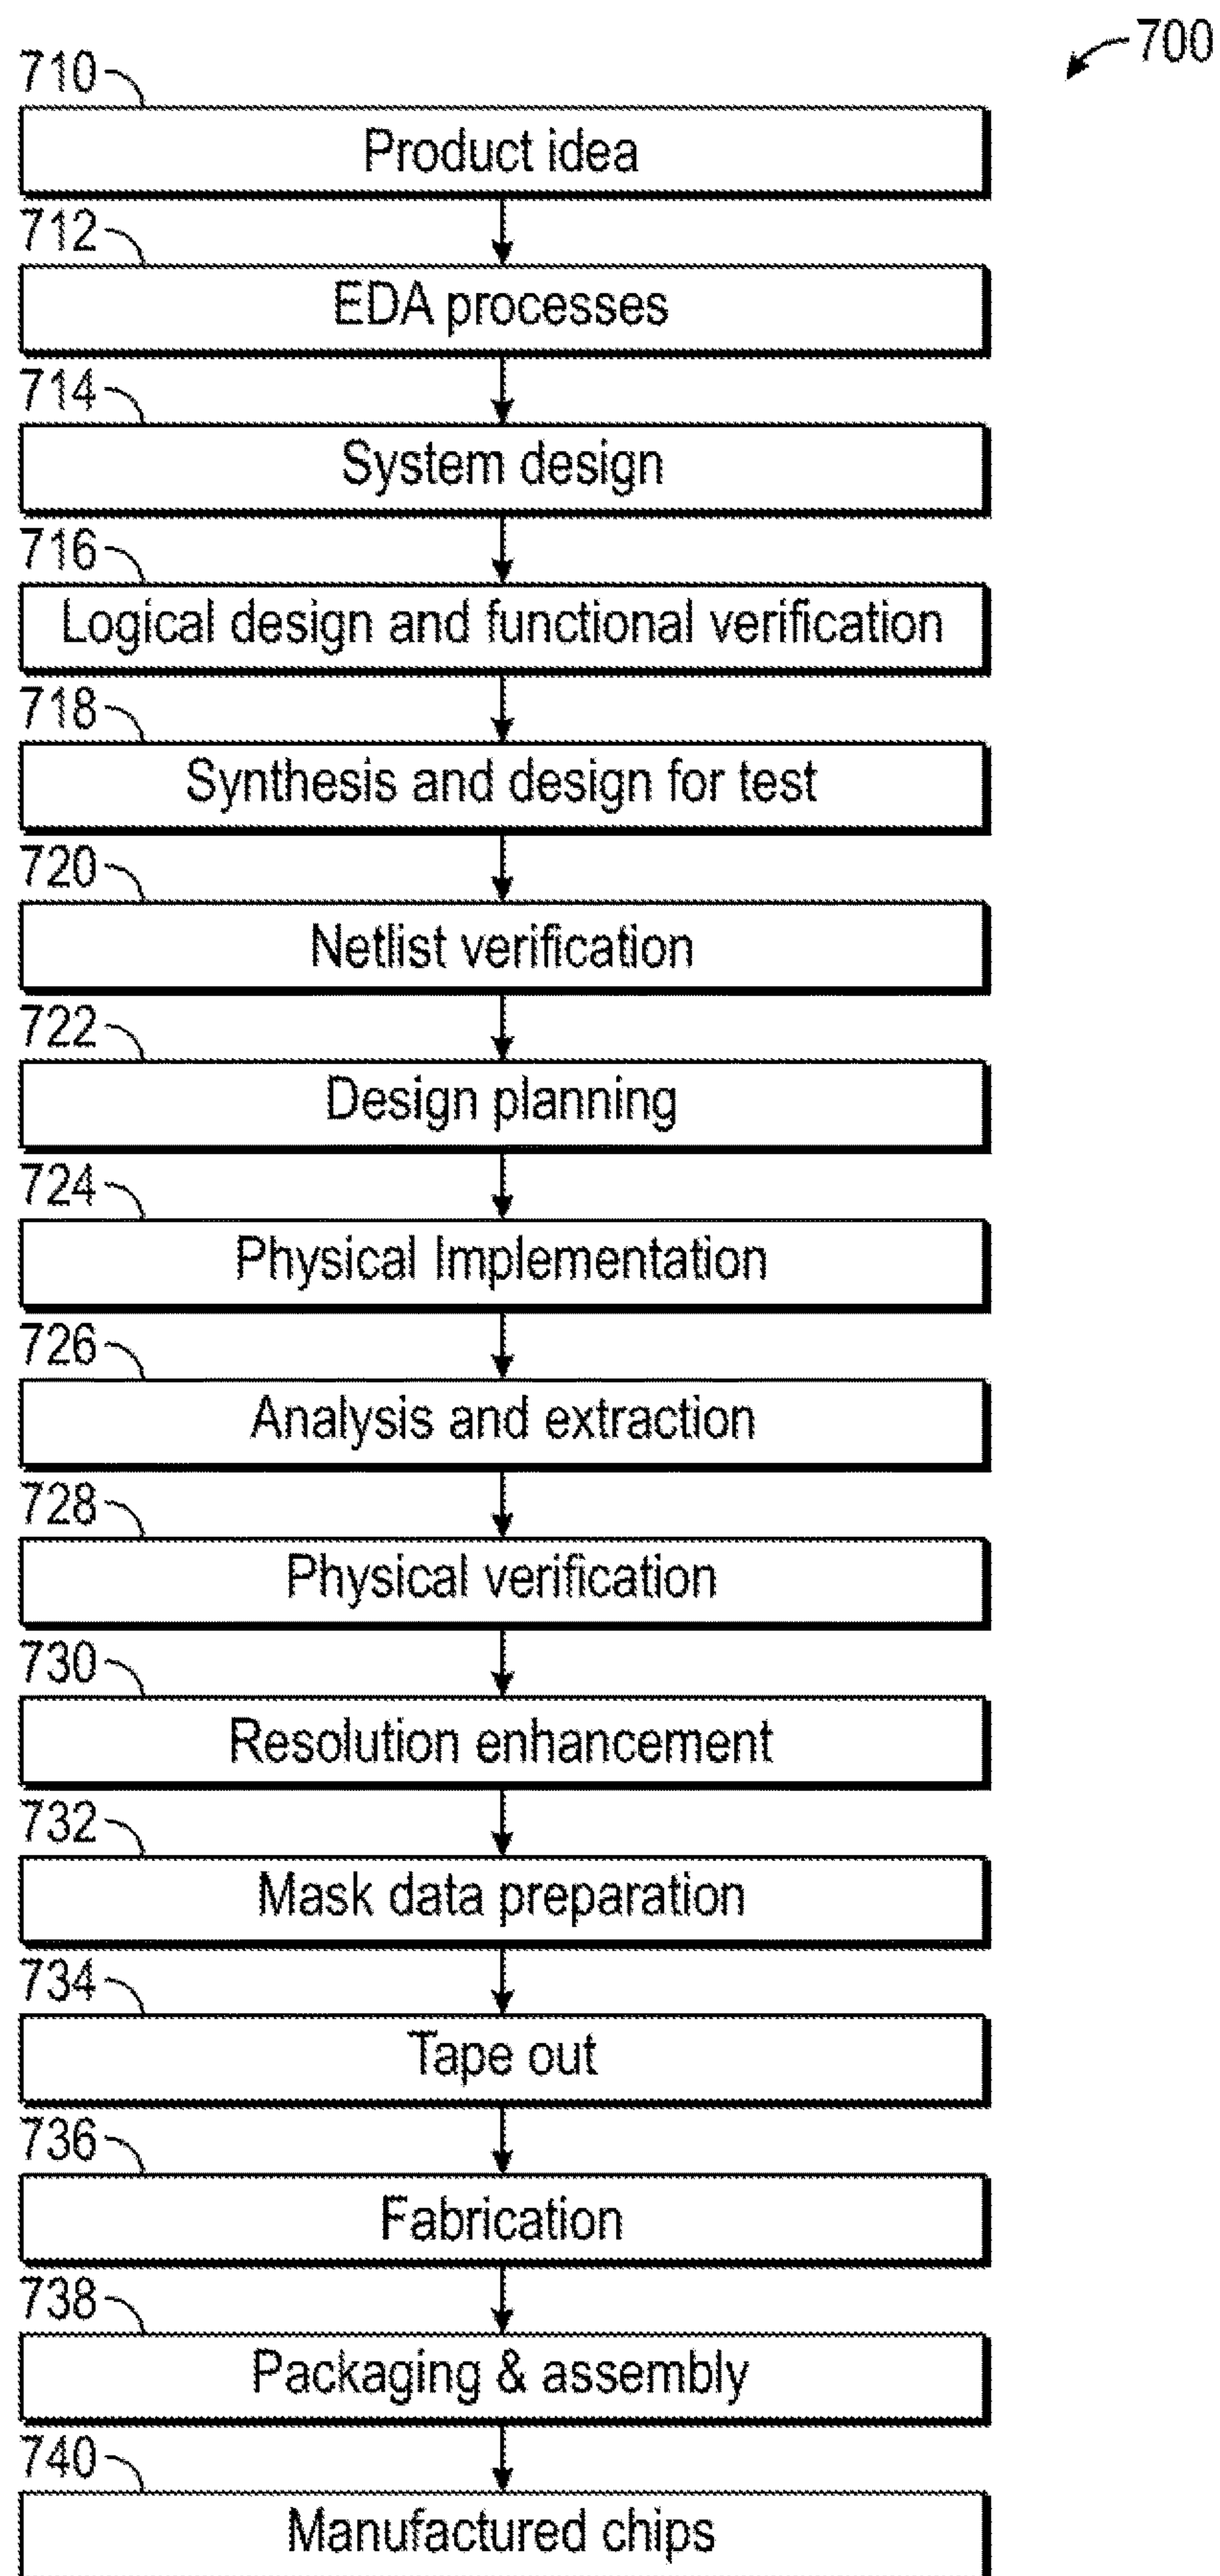 700
710
Product idea
712
EDA processes
714
System design
716
Logical design and functional verification
718
Synthesis and design for test
720
Netlist verification
722
Design planning
724
Physical Implementation
726
Analysis and extraction
728
Physical verification
730
Resolution enhancement
732
Mask data preparation
734
Tape out
736
Fabrication
738
Packaging & assembly
740
Manufactured chips